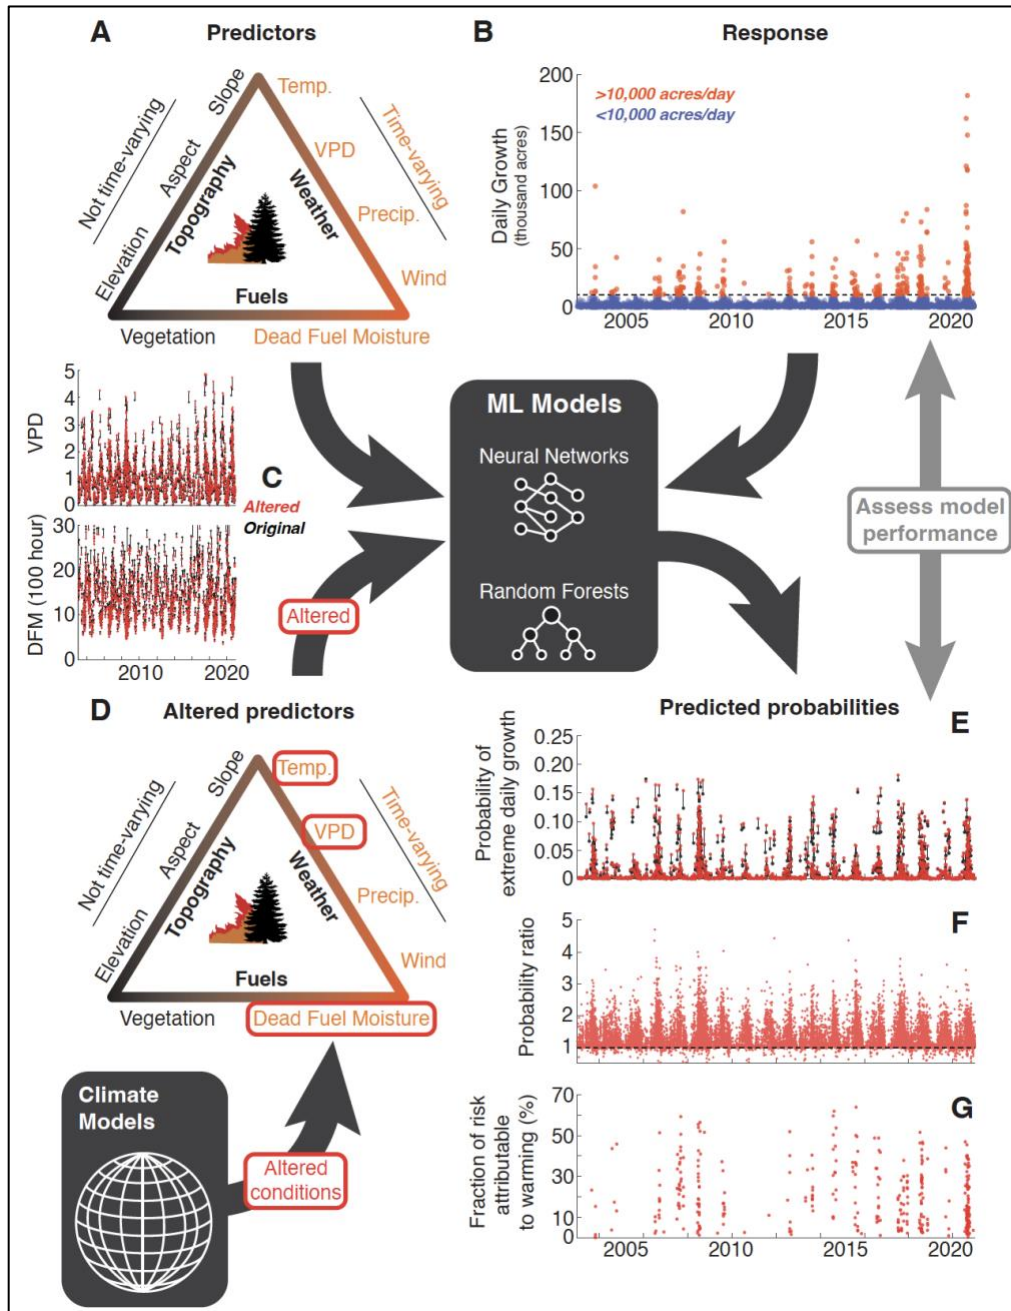 A
Predictors
Not time-varying
Elevation
Aspect
Slope
Topography
Temp.
VPD
Precip.
Wind
Time-varying
Weather
Fuels
Vegetation
Dead Fuel Moisture
B
Response
>10,000 acres/day
<10,000 acres/day
Daily Growth
(thousand acres)
200
150
100
50
0
2005
2010
2015
2020
VPD
5
4
3
2
1
0
C
Altered
Original
DFM (100 hour)
30
20
10
0
2010
2020
ML Models
Neural Networks
Random Forests
Altered
Assess model
performance
D
Altered predictors
Not time-varying
Elevation
Aspect
Slope
Topography
Temp.
VPD
Precip.
Wind
Time-varying
Weather
Fuels
Vegetation
Dead Fuel Moisture
Climate
Models
Altered
conditions
Predicted probabilities
E
Probability of
extreme daily growth
0.25
0.20
0.15
0.10
0.05
0
F
Probability ratio
5
4
3
2
1
G
Fraction of risk
attributable
to warming (%)
70
50
30
10
0
2005
2010
2015
2020